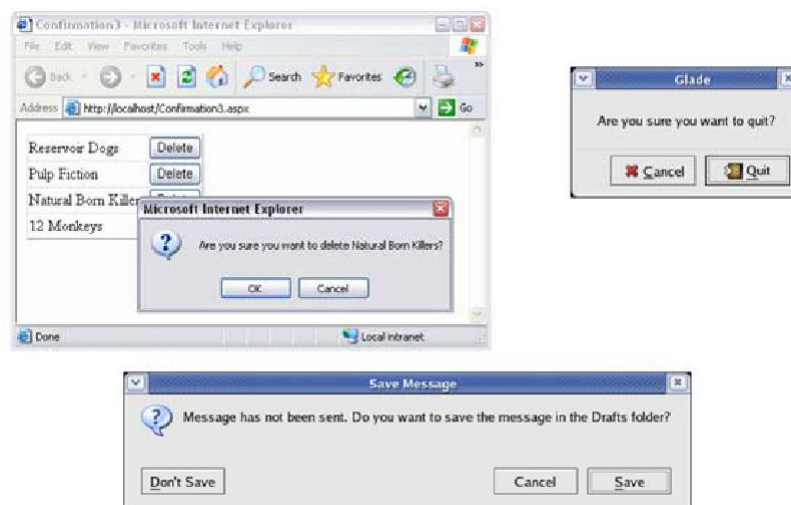 Confirmation3 - Microsoft Internet Explorer
File Edit View Favorites Tools Help
Back Search Favorites
Address http://localhost/Confirmation3.aspx Go
Reservoir Dogs Delete
Pulp Fiction Delete
Natural Born Killer
12 Monkeys
Microsoft Internet Explorer
Are you sure you want to delete Natural Born Killers?
OK Cancel
Done Local intranet
Glade
Are you sure you want to quit?
Cancel Quit
Save Message
Message has not been sent. Do you want to save the message in the Drafts folder?
Don't Save Cancel Save